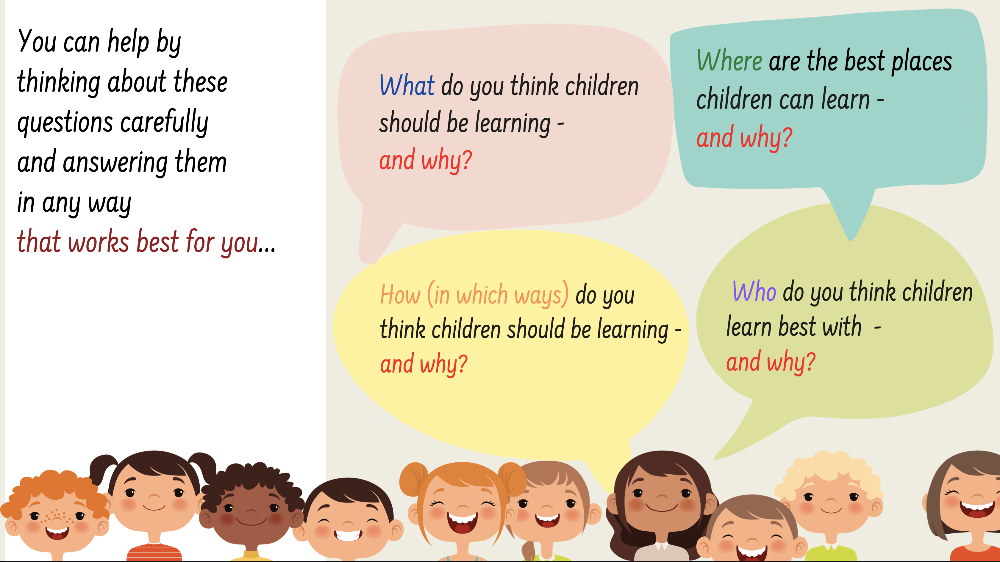 You can help by
thinking about these
questions carefully
and answering them
in any way
that works best for you...
What do you think children
should be learning -
and why?
Where are the best places
children can learn -
and why?
How (in which ways) do you
think children should be learning -
and why?
Who do you think children
learn best with -
and why?